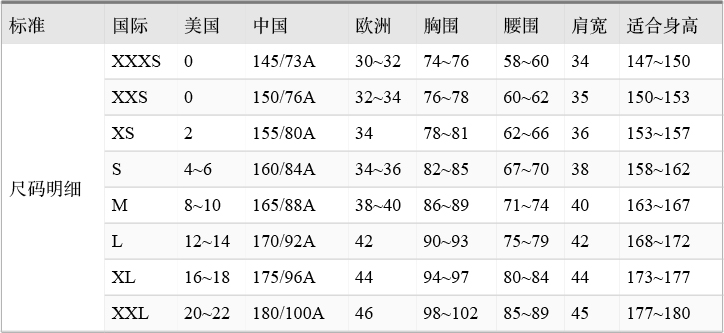 标准 国际 美国 中国 欧洲 胸围 腰围 肩宽 适合身高
XXXS 0 145/73A 30~32 74~76 58~60 34 147~150
XXS 0 150/76A 32~34 76~78 60~62 35 150~153
XS 2 155/80A 34 78~81 62~66 36 153~157
S 4~6 160/84A 34~36 82~85 67~70 38 158~162
尺码明细
M 8~10 165/88A 38~40 86~89 71~74 40 163~167
L 12~14 170/92A 42 90~93 75~79 42 168~172
XL 16~18 175/96A 44 94~97 80~84 44 173~177
XXL 20~22 180/100A 46 98~102 85~89 45 177~180